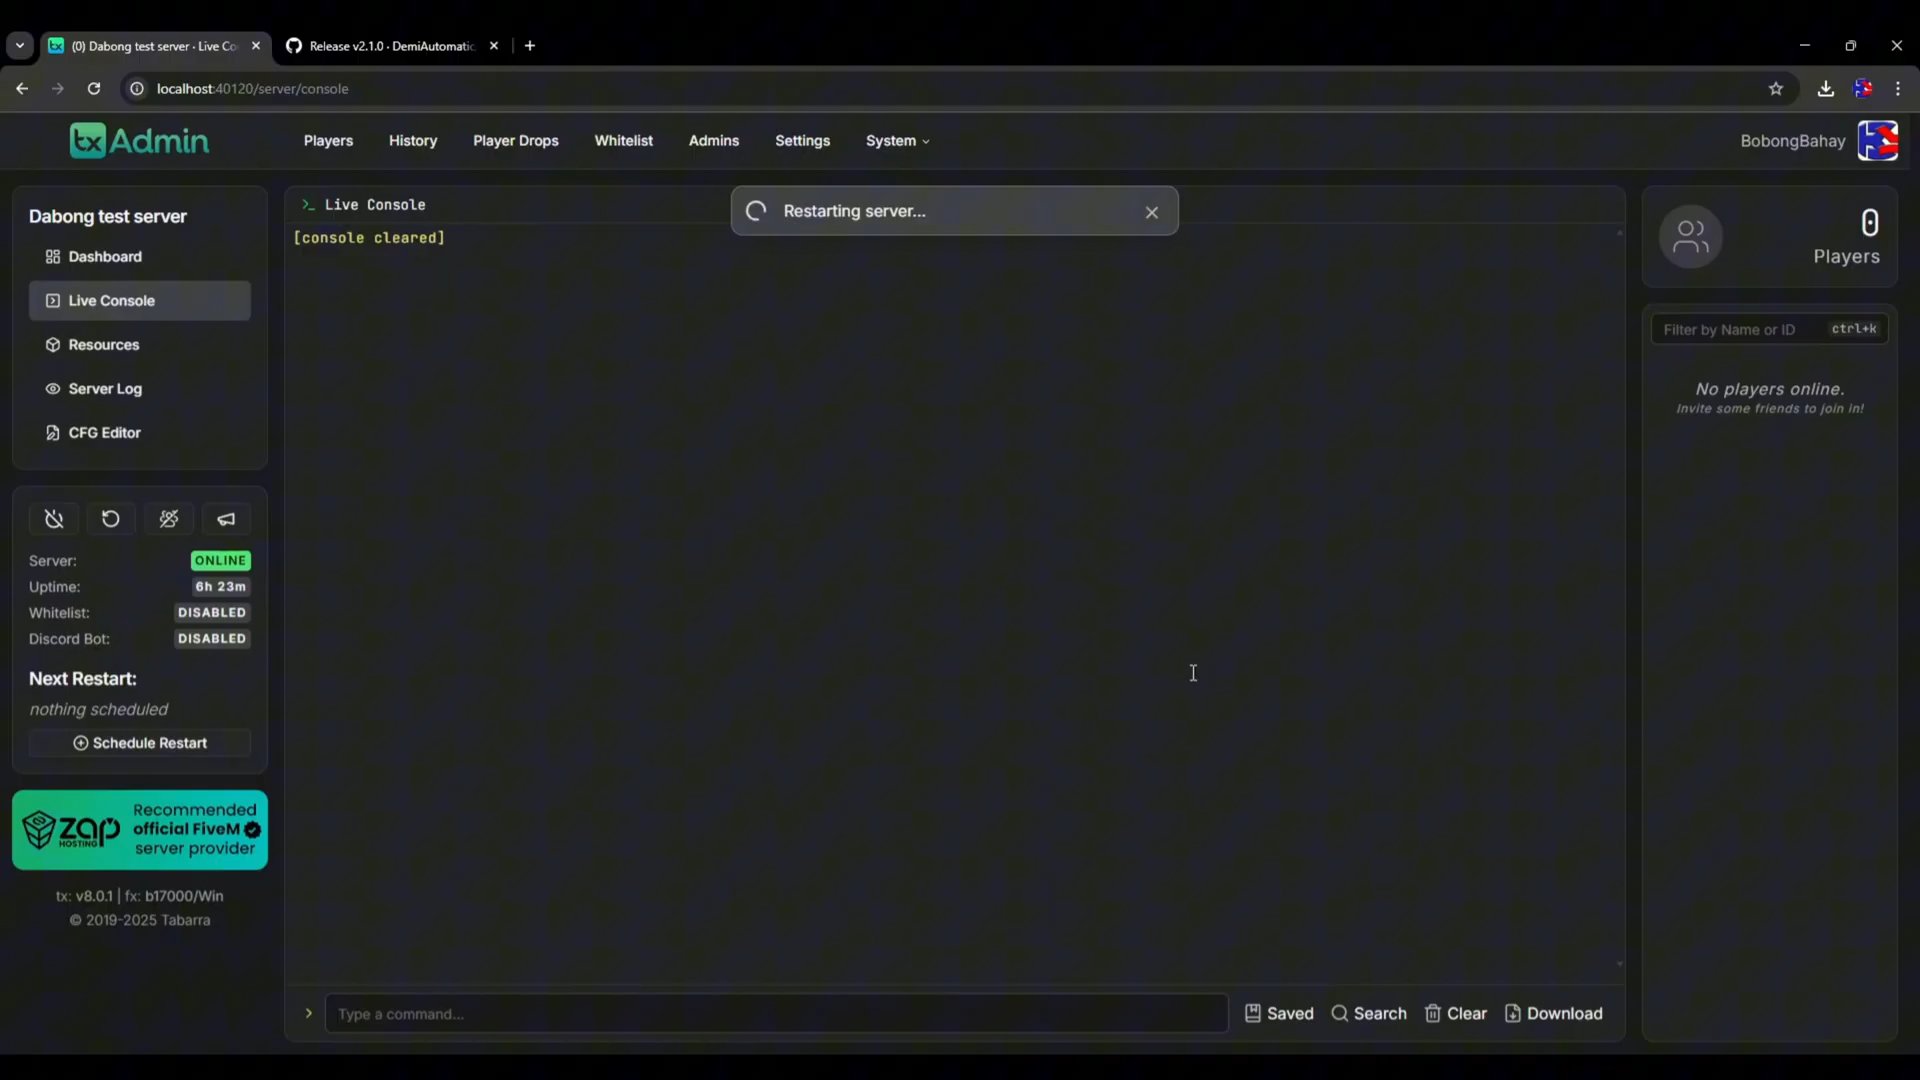 (0) Dabong test server · Live Co
Release v2.1.0 · DemiAutomatic
localhost:40120/server/console
tx Admin
Players
History
Player Drops
Whitelist
Admins
Settings
System
BobongBahay
Dabong test server
Dashboard
Live Console
Resources
Server Log
CFG Editor
Server: ONLINE
Uptime: 6h 23m
Whitelist: DISABLED
Discord Bot: DISABLED
Next Restart:
nothing scheduled
Schedule Restart
ZAP HOSTING
Recommended
official FiveM
server provider
tx: v8.0.1 | fx: b17000/Win
© 2019-2025 Tabarra
>_ Live Console
Restarting server...
[console cleared]
> Type a command...
Saved
Search
Clear
Download
0
Players
Filter by Name or ID ctrl+k
No players online.
Invite some friends to join in!